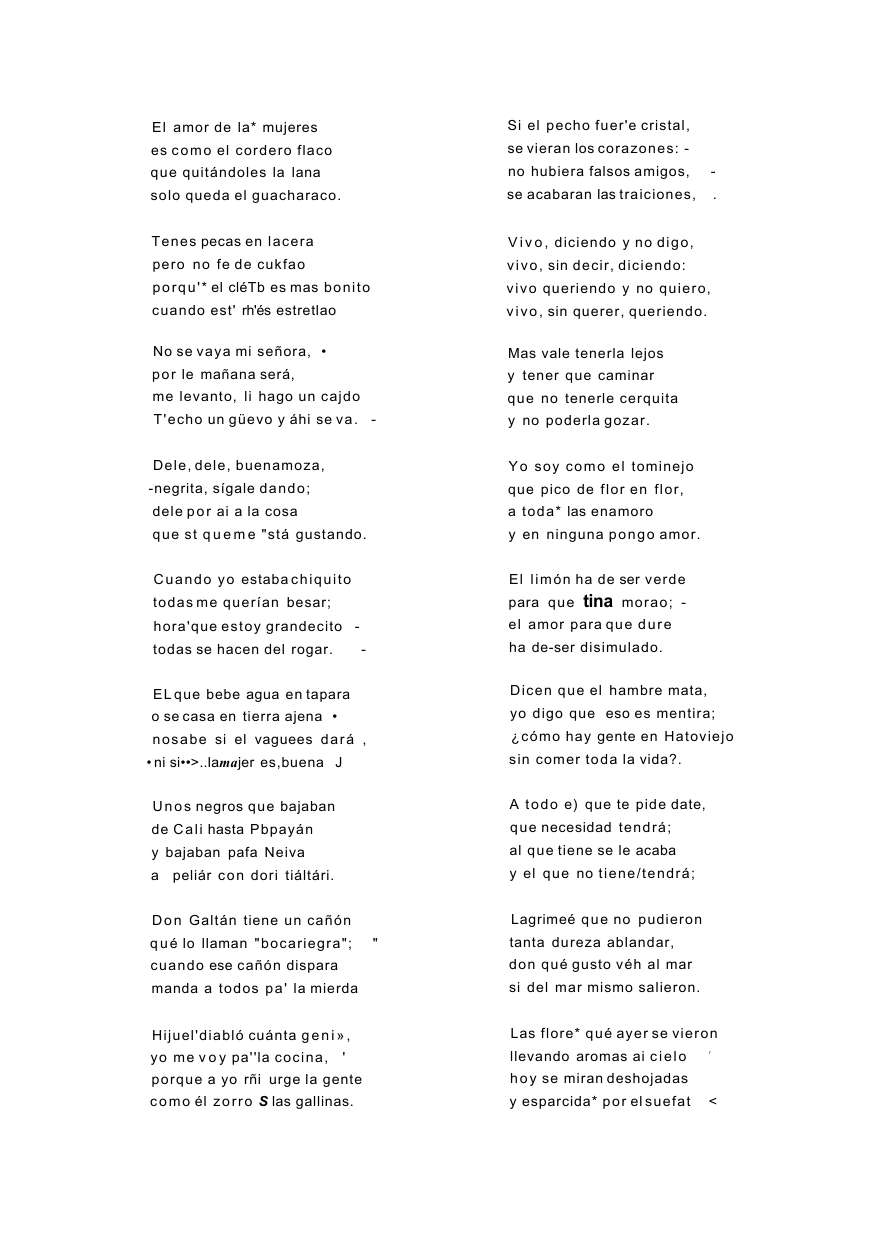 El amor de la* mujeres
es como el cordero flaco
que quitándoles la lana
solo queda el guacharaco.

Tenes pecas en lacera
pero no fe de cukfao
porqu'* el cléTb es mas bonito
cuando est' rh'és estretlao

No se vaya mi señora, •
por le mañana será,
me levanto, li hago un cajdo
T'echo un güevo y áhi se va. -

Dele, dele, buenamoza,
-negrita, sígale dando;
dele por ai a la cosa
que st queme "stá gustando.

Cuando yo estaba chiquito
todas me querían besar;
hora'que estoy grandecito -
todas se hacen del rogar. -

EL que bebe agua en tapara
o se casa en tierra ajena •
nosabe si el vaguees dará ,
• ni si••>..lamajer es,buena J

Unos negros que bajaban
de Cali hasta Pbpayán
y bajaban pafa Neiva
a peliár con dori tiáltári.

Don Galtán tiene un cañón
qué lo llaman "bocariegra"; "
cuando ese cañón dispara
manda a todos pa' la mierda

Hijuel'diabló cuánta geni»,
yo me voy pa''la cocina, '
porque a yo rñi urge la gente
como él zorro S las gallinas.

Si el pecho fuer'e cristal,
se vieran los corazones: -
no hubiera falsos amigos, -
se acabaran las traiciones, .

Vivo, diciendo y no digo,
vivo, sin decir, diciendo:
vivo queriendo y no quiero,
vivo, sin querer, queriendo.

Mas vale tenerla lejos
y tener que caminar
que no tenerle cerquita
y no poderla gozar.

Yo soy como el tominejo
que pico de flor en flor,
a toda* las enamoro
y en ninguna pongo amor.

El limón ha de ser verde
para que tina morao; -
el amor para que dure
ha de-ser disimulado.

Dicen que el hambre mata,
yo digo que eso es mentira;
¿cómo hay gente en Hatoviejo
sin comer toda la vida?.

A todo e) que te pide date,
que necesidad tendrá;
al que tiene se le acaba
y el que no tiene/tendrá;

Lagrimeé que no pudieron
tanta dureza ablandar,
don qué gusto véh al mar
si del mar mismo salieron.

Las flore* qué ayer se vieron
llevando aromas ai cielo '
hoy se miran deshojadas
y esparcida* por el suefat <